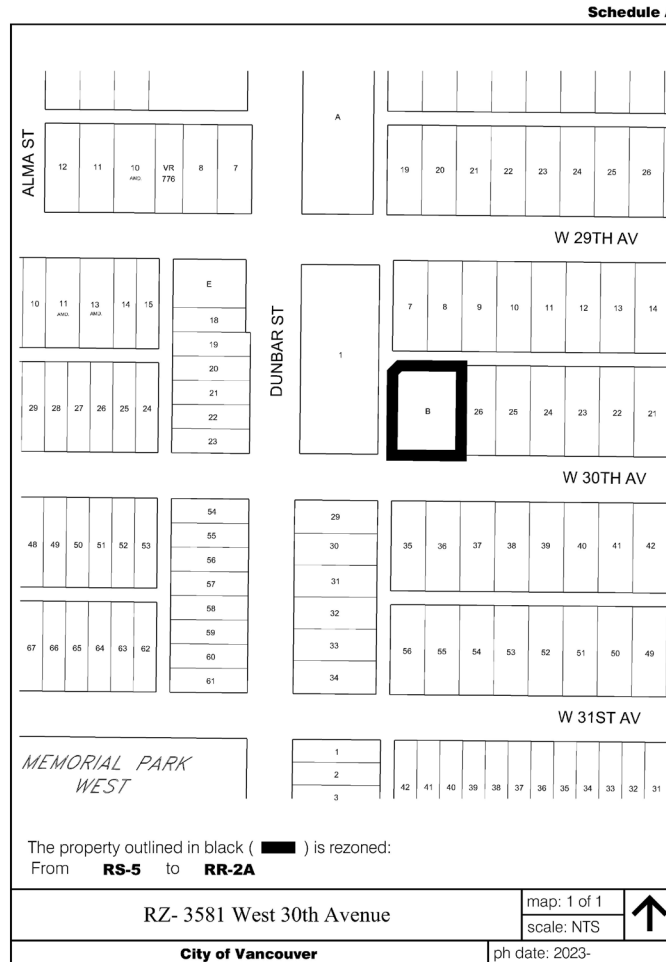 Schedule
A
ALMA ST
12 11 10 VR 8 7
AMD. 776
19 20 21 22 23 24 25 26
W 29TH AV
10 11 13 14 15
AMD. AMD.
E
18
19
20
21
22
23
DUNBAR ST
1
7 8 9 10 11 12 13 14
29 28 27 26 25 24
B 26 25 24 23 22 21
W 30TH AV
48 49 50 51 52 53
54
55
56
57
58
59
60
61
29
30
31
32
33
34
35 36 37 38 39 40 41 42
67 66 65 64 63 62
56 55 54 53 52 51 50 49
W 31ST AV
MEMORIAL PARK
WEST
1
2
3
42 41 40 39 38 37 36 35 34 33 32 31
The property outlined in black ( ) is rezoned:
From RS-5 to RR-2A
RZ- 3581 West 30th Avenue
map: 1 of 1
scale: NTS
City of Vancouver
ph date: 2023-